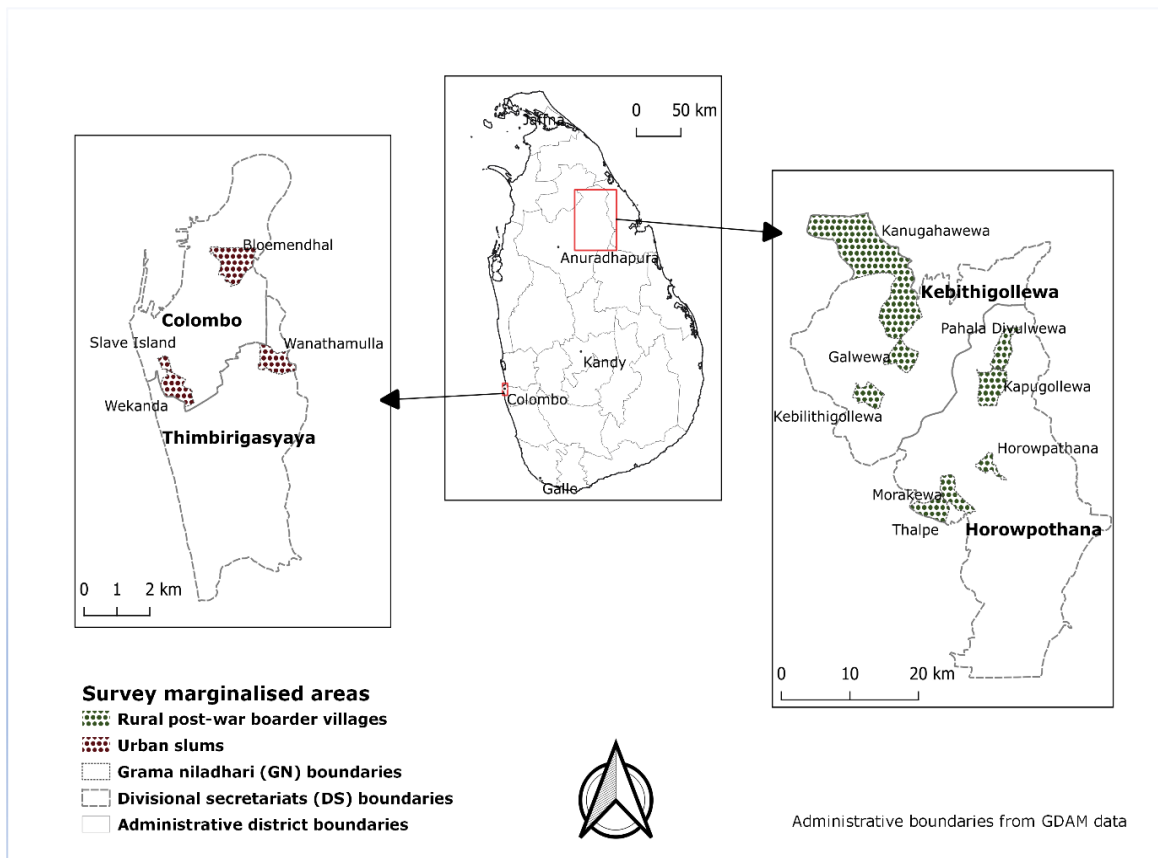 Bloemendhal
Colombo
Slave Island
Wanathamulla
Wekanda
Thimbirigasyaya
0 1 2 km
0 50 km
Jaffna
Anuradhapura
Kandy
Colombo
Galle
Kanugahawewa
Kebithigollewa
Pahala Divulwewa
Galwewa
Kapugollewa
Kebilithigollewa
Horowpathana
Morakewa
Thalpe
Horowpothana
0 10 20 km
Survey marginalised areas
Rural post-war boarder villages
Urban slums
Grama niladhari (GN) boundaries
Divisional secretariats (DS) boundaries
Administrative district boundaries
Administrative boundaries from GDAM data